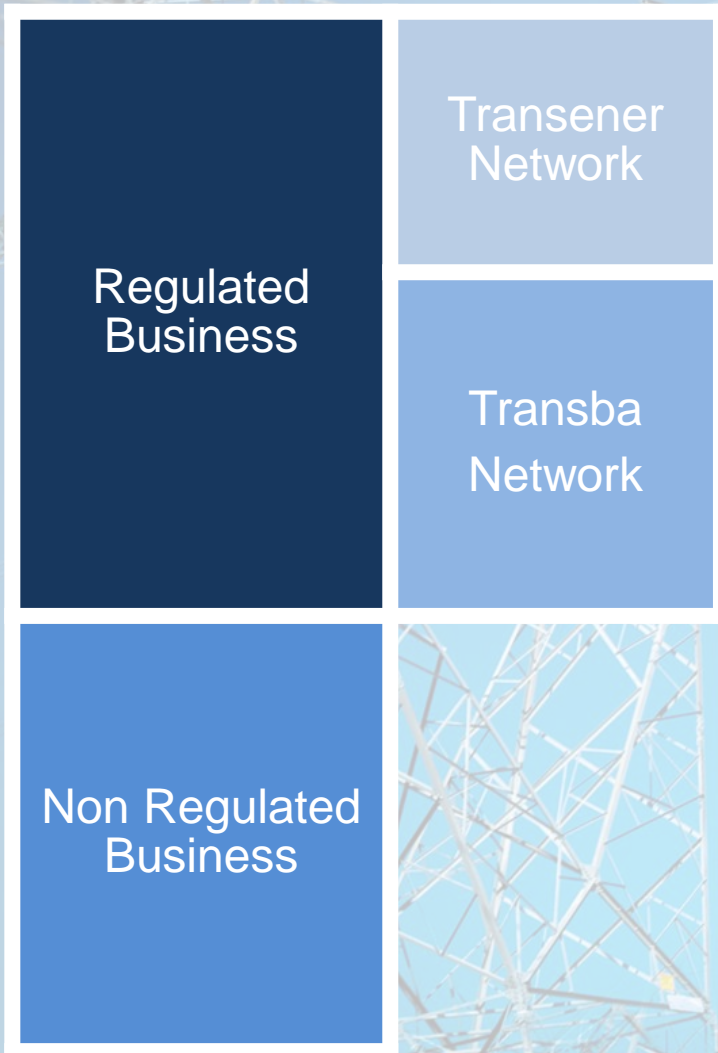 Regulated
Business
Transener
Network
Transba
Network
Non Regulated
Business